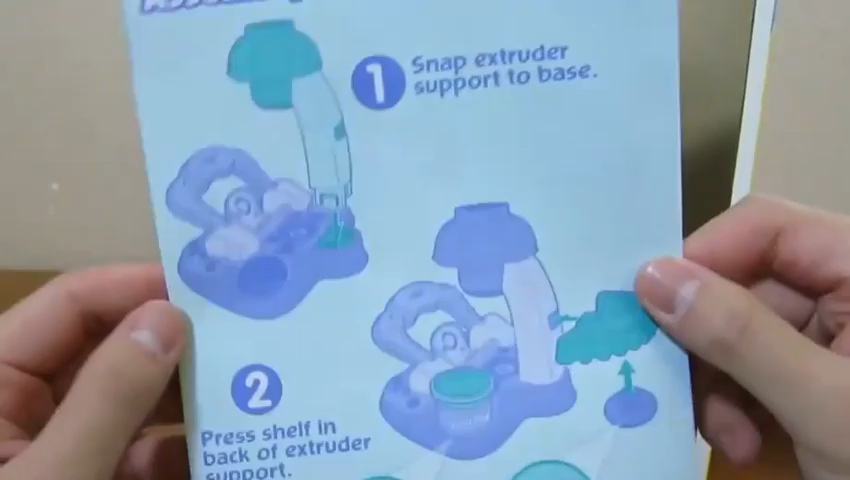 1 Snap extruder
support to base.
2
Press shelf in
back of extruder
support.